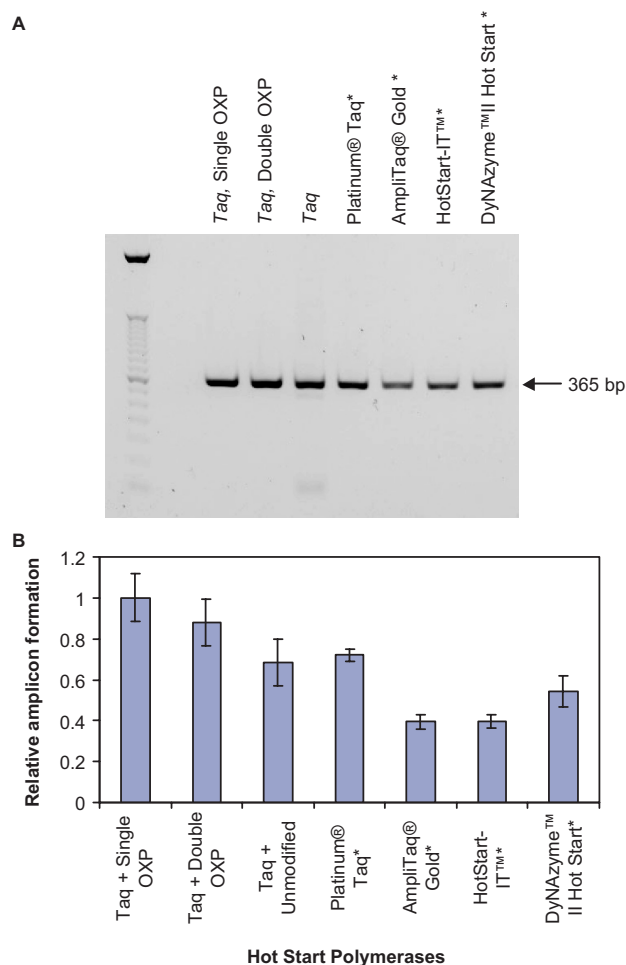 A
Taq, Single OXP
Taq, Double OXP
Taq
Platinum® Taq*
AmpliTaq® Gold *
HotStart-IT™*
DyNAzyme™II Hot Start *
365 bp
B
Relative amplicon formation
1.2
1
0.8
0.6
0.4
0.2
0
Taq + Single
OXP
Taq + Double
OXP
Taq +
Unmodified
Platinum®
Taq*
AmpliTaq®
Gold*
HotStart-
IT™*
DyNAzyme™
II Hot Start*
Hot Start Polymerases